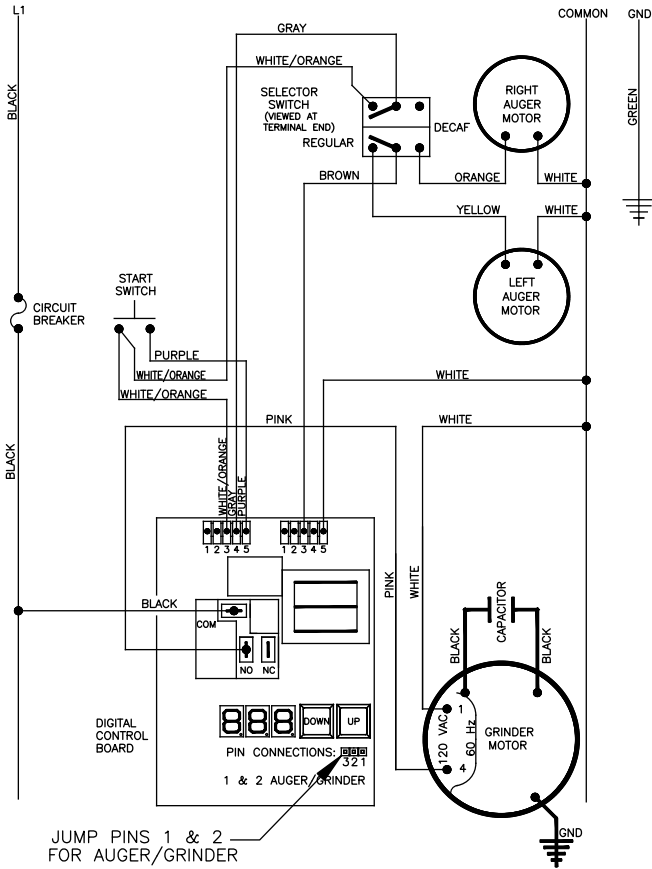 L1
COMMON
GND
GRAY
WHITE/ORANGE
SELECTOR
SWITCH
(VIEWED AT
TERMINAL END)
REGULAR
DECAF
RIGHT
AUGER
MOTOR
BLACK
GREEN
BROWN
ORANGE
WHITE
YELLOW
WHITE
LEFT
AUGER
MOTOR
START
SWITCH
CIRCUIT
BREAKER
PURPLE
WHITE/ORANGE
WHITE/ORANGE
WHITE
PINK
WHITE
BLACK
WHITE/ORANGE
GRAY
PURPLE
1 2 3 4 5
1 2 3 4 5
PINK
WHITE
BLACK
COM
NO
NC
CAPACITOR
BLACK
BLACK
888
DOWN
UP
DIGITAL
CONTROL
BOARD
PIN CONNECTIONS:
321
1 & 2 AUGER/GRINDER
1
120 VAC
60 Hz
4
GRINDER
MOTOR
GND
JUMP PINS 1 & 2
FOR AUGER/GRINDER